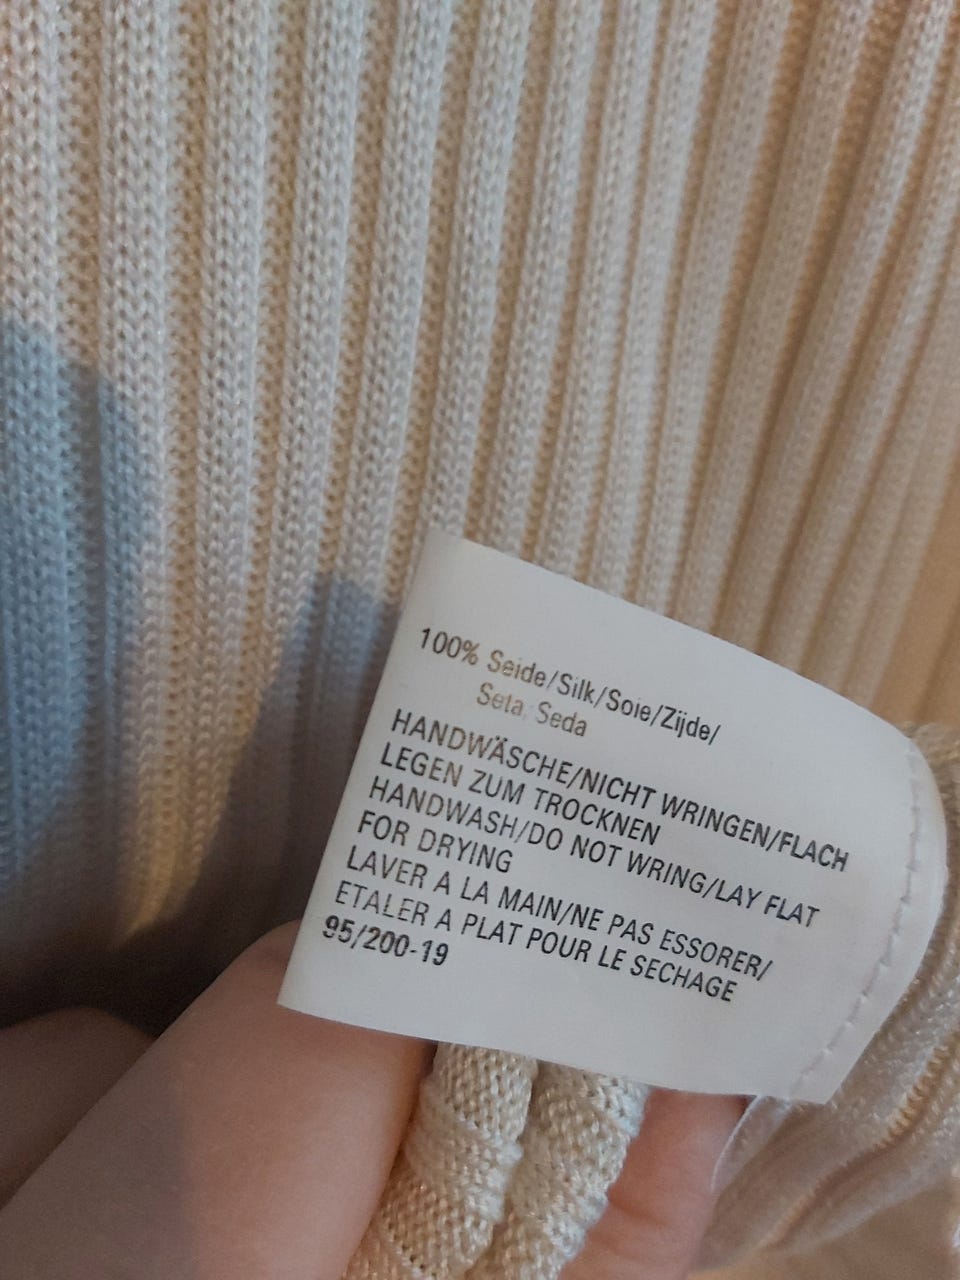 100% Seide/Silk/Soie/Zijde/
Seta, Seda
HANDWÄSCHE/NICHT WRINGEN/FLACH
LEGEN ZUM TROCKNEN
HANDWASH/DO NOT WRING/LAY FLAT
FOR DRYING
LAVER A LA MAIN/NE PAS ESSORER/
ETALER A PLAT POUR LE SECHAGE
95/200-19